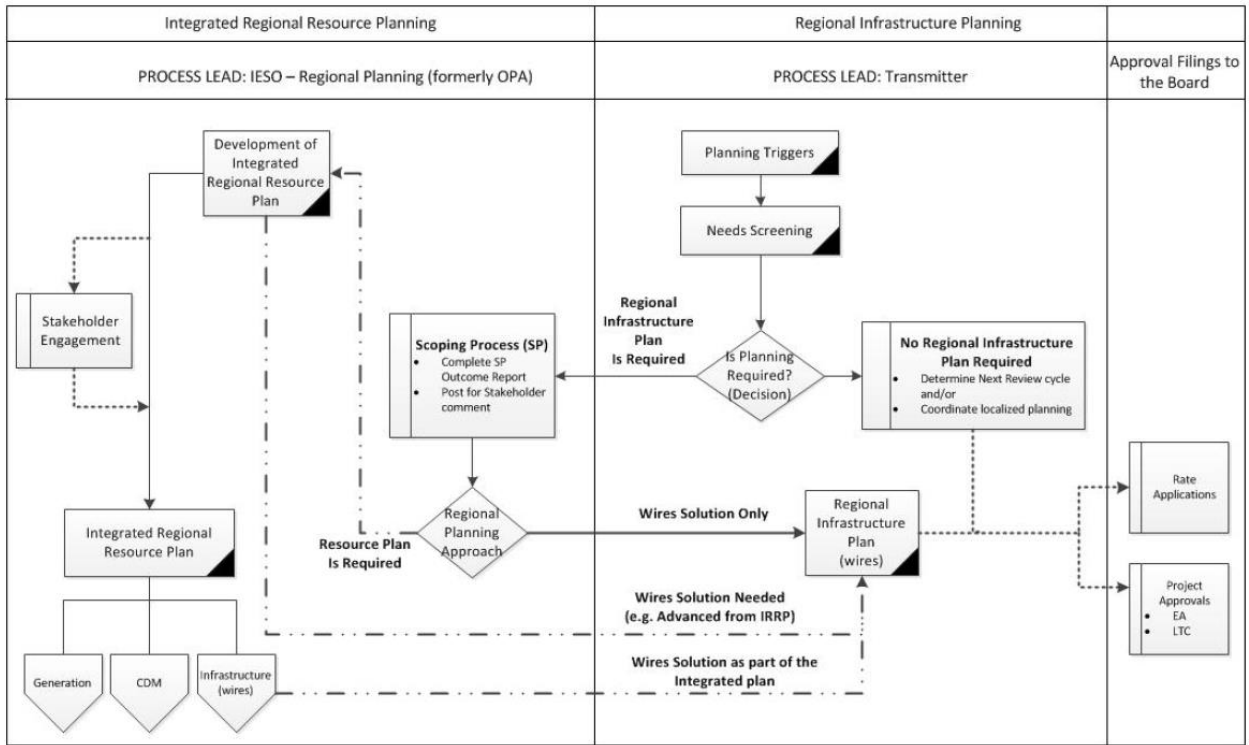 Integrated Regional Resource Planning
Regional Infrastructure Planning
PROCESS LEAD: IESO – Regional Planning (formerly OPA)
PROCESS LEAD: Transmitter
Approval Filings to
the Board
Development of
Integrated
Regional Resource
Plan
Planning Triggers
Needs Screening
Stakeholder
Engagement
Scoping Process (SP)
• Complete SP
Outcome Report
• Post for Stakeholder
comment
Regional
Infrastructure
Plan
Is Required
Is Planning
Required?
(Decision)
No Regional Infrastructure
Plan Required
• Determine Next Review cycle
and/or
• Coordinate localized planning
Rate
Applications
Integrated Regional
Resource Plan
Resource Plan
Is Required
Regional
Planning
Approach
Wires Solution Only
Regional
Infrastructure
Plan
(wires)
Project
Approvals
• EA
• LTC
Wires Solution Needed
(e.g. Advanced from IRRP)
Generation
CDM
Infrastructure
(wires)
Wires Solution as part of the
Integrated plan